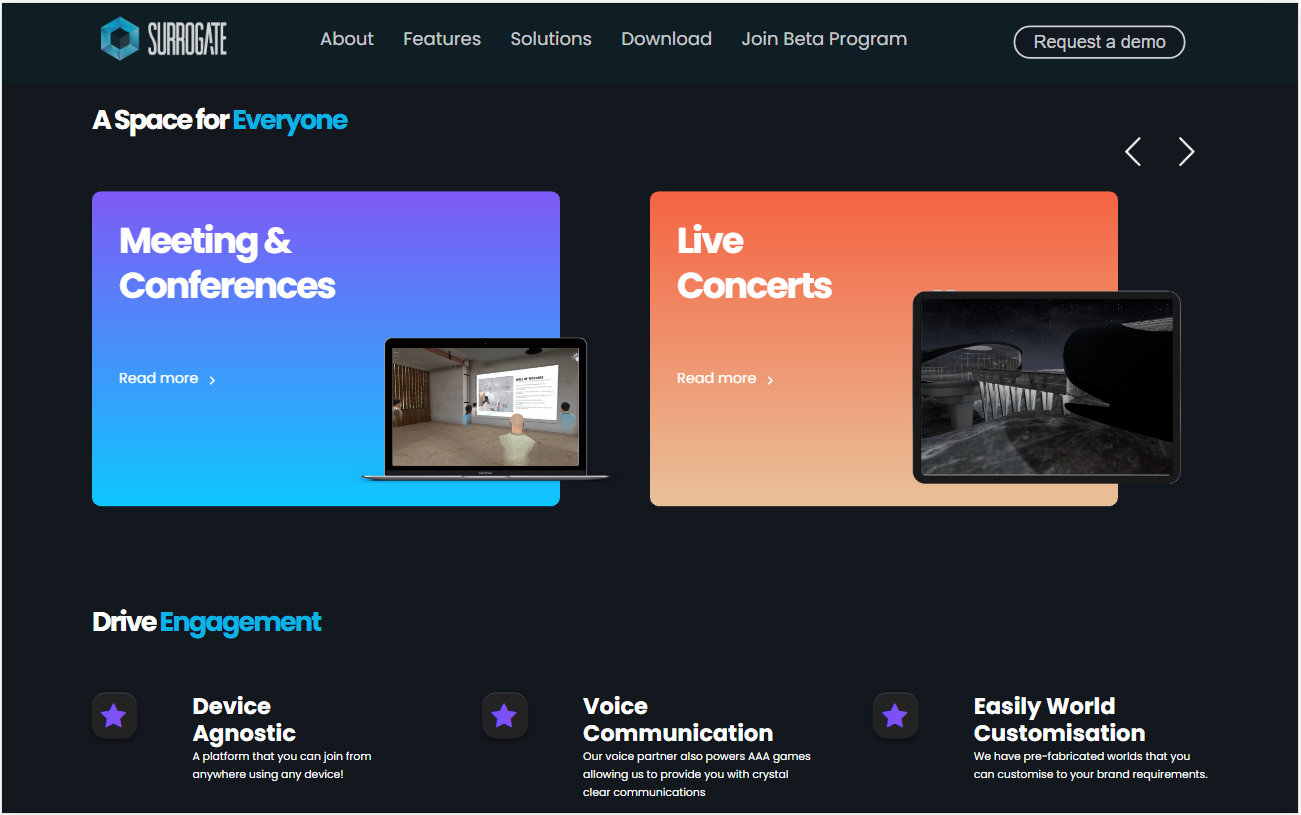 SURROGATE
About Features Solutions Download Join Beta Program Request a demo
A Space for Everyone
Meeting &
Conferences
Read more
Live
Concerts
Read more
Drive Engagement
Device
Agnostic
A platform that you can join from
anywhere using any device!
Voice
Communication
Our voice partner also powers AAA games
allowing us to provide you with crystal
clear communications
Easily World
Customisation
We have pre-fabricated worlds that you
can customise to your brand requirements.